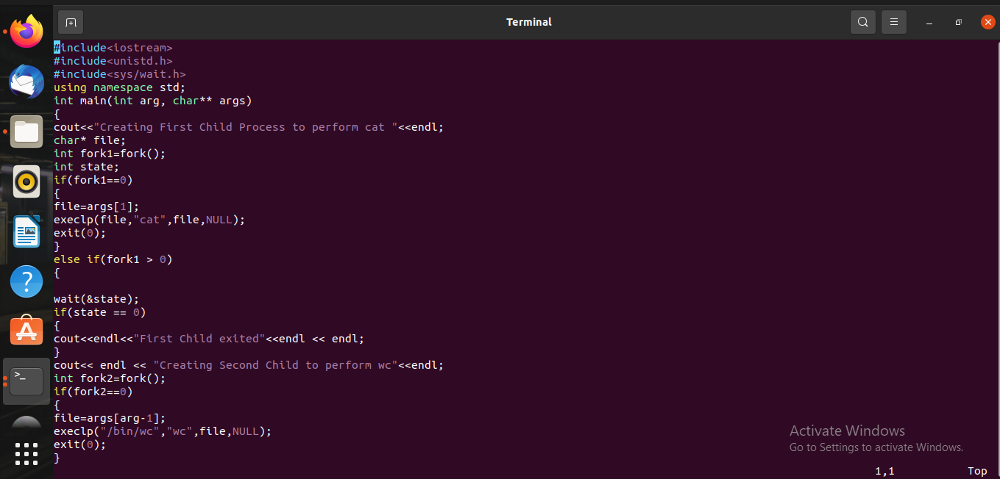 Terminal
#include<iostream>
#include<unistd.h>
#include<sys/wait.h>
using namespace std;
int main(int arg, char** args)
{
cout<<"Creating First Child Process to perform cat "<<endl;
char* file;
int fork1=fork();
int state;
if(fork1==0)
{
file=args[1];
execlp(file,"cat",file,NULL);
exit(0);
}
else if(fork1 > 0)
{
wait(&state);
if(state == 0)
{
cout<<endl<<"First Child exited"<<endl << endl;
}
cout<< endl << "Creating Second Child to perform wc"<<endl;
int fork2=fork();
if(fork2==0)
{
file=args[arg-1];
execlp("/bin/wc","wc",file,NULL);
exit(0);
}
Activate Windows
Go to Settings to activate Windows.
1,1 Top